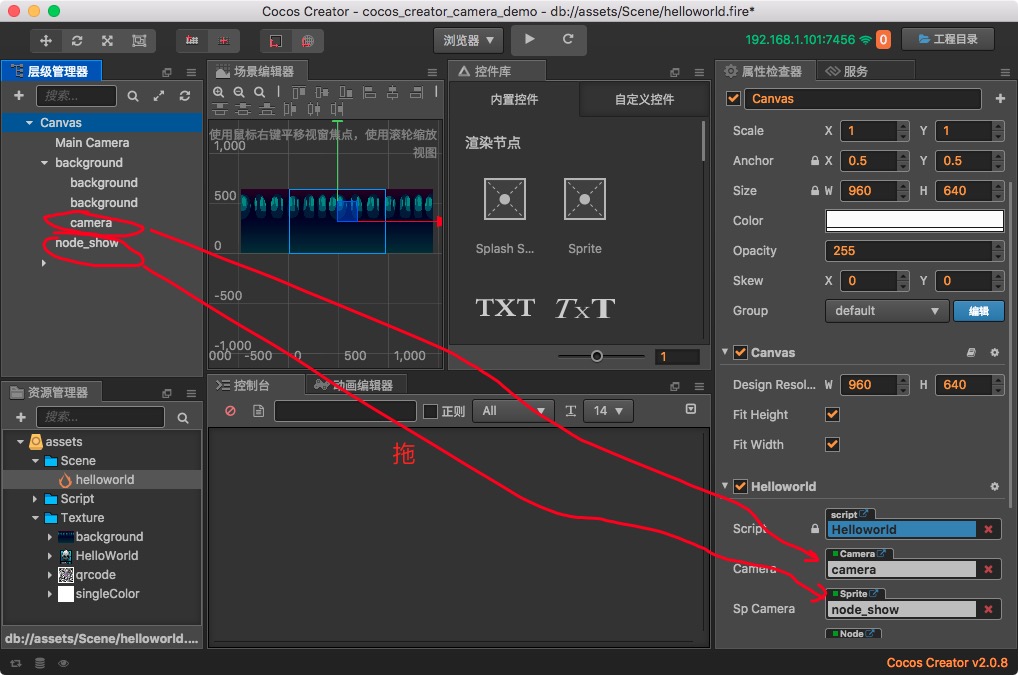 Cocos Creator - cocos_creator_camera_demo - db://assets/Scene/helloworld.fire*
浏览器
192.168.1.101:7456
0
工程目录
层级管理器
搜索...
Canvas
Main Camera
background
background
background
camera
node_show
场景编辑器
使用鼠标右键平移视窗焦点，使用滚轮缩放
视图
1,000
500
0
-500
-1,000
000
-500
0
500
1,000
控件库
内置控件
自定义控件
渲染节点
Splash S...
Sprite
TXT
TXT
1
属性检查器
服务
Canvas
Scale
X
1
Y
1
Anchor
X
0.5
Y
0.5
Size
W
960
H
640
Color
Opacity
255
Skew
X
0
Y
0
Group
default
编辑
Canvas
Design Resol...
W
960
H
640
Fit Height
Fit Width
Helloworld
script
Script
Helloworld
Camera
Camera
camera
Sprite
Sp Camera
node_show
Node
资源管理器
搜索...
assets
Scene
helloworld
Script
Texture
background
HelloWorld
qrcode
singleColor
db://assets/Scene/helloworld....
控制台
动画编辑器
正则
All
14
拖
Cocos Creator v2.0.8